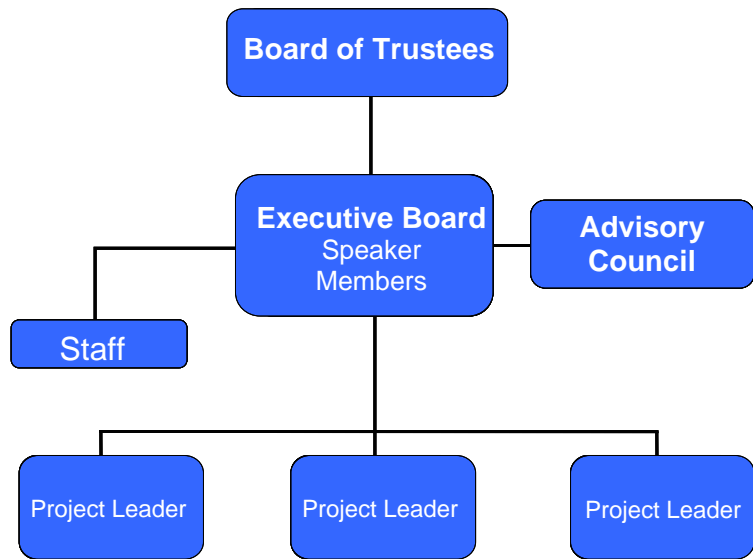 Board of Trustees
Executive Board
Speaker
Members
Advisory
Council
Staff
Project Leader
Project Leader
Project Leader